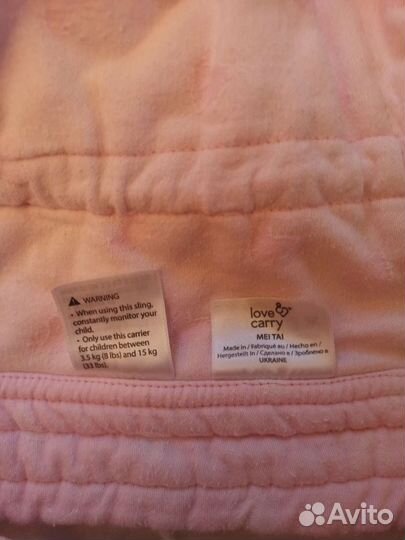 ⚠ WARNING
• When using this sling,
constantly monitor your
child.
• Only use this carrier
for children between
3.5 kg (8 lbs) and 15 kg
(33 lbs).
love
carry
MEI TAI
Made in / Fabriqué au / Hecho en /
Hergestellt in / Сделано в / Зроблено в
UKRAINE
Avito